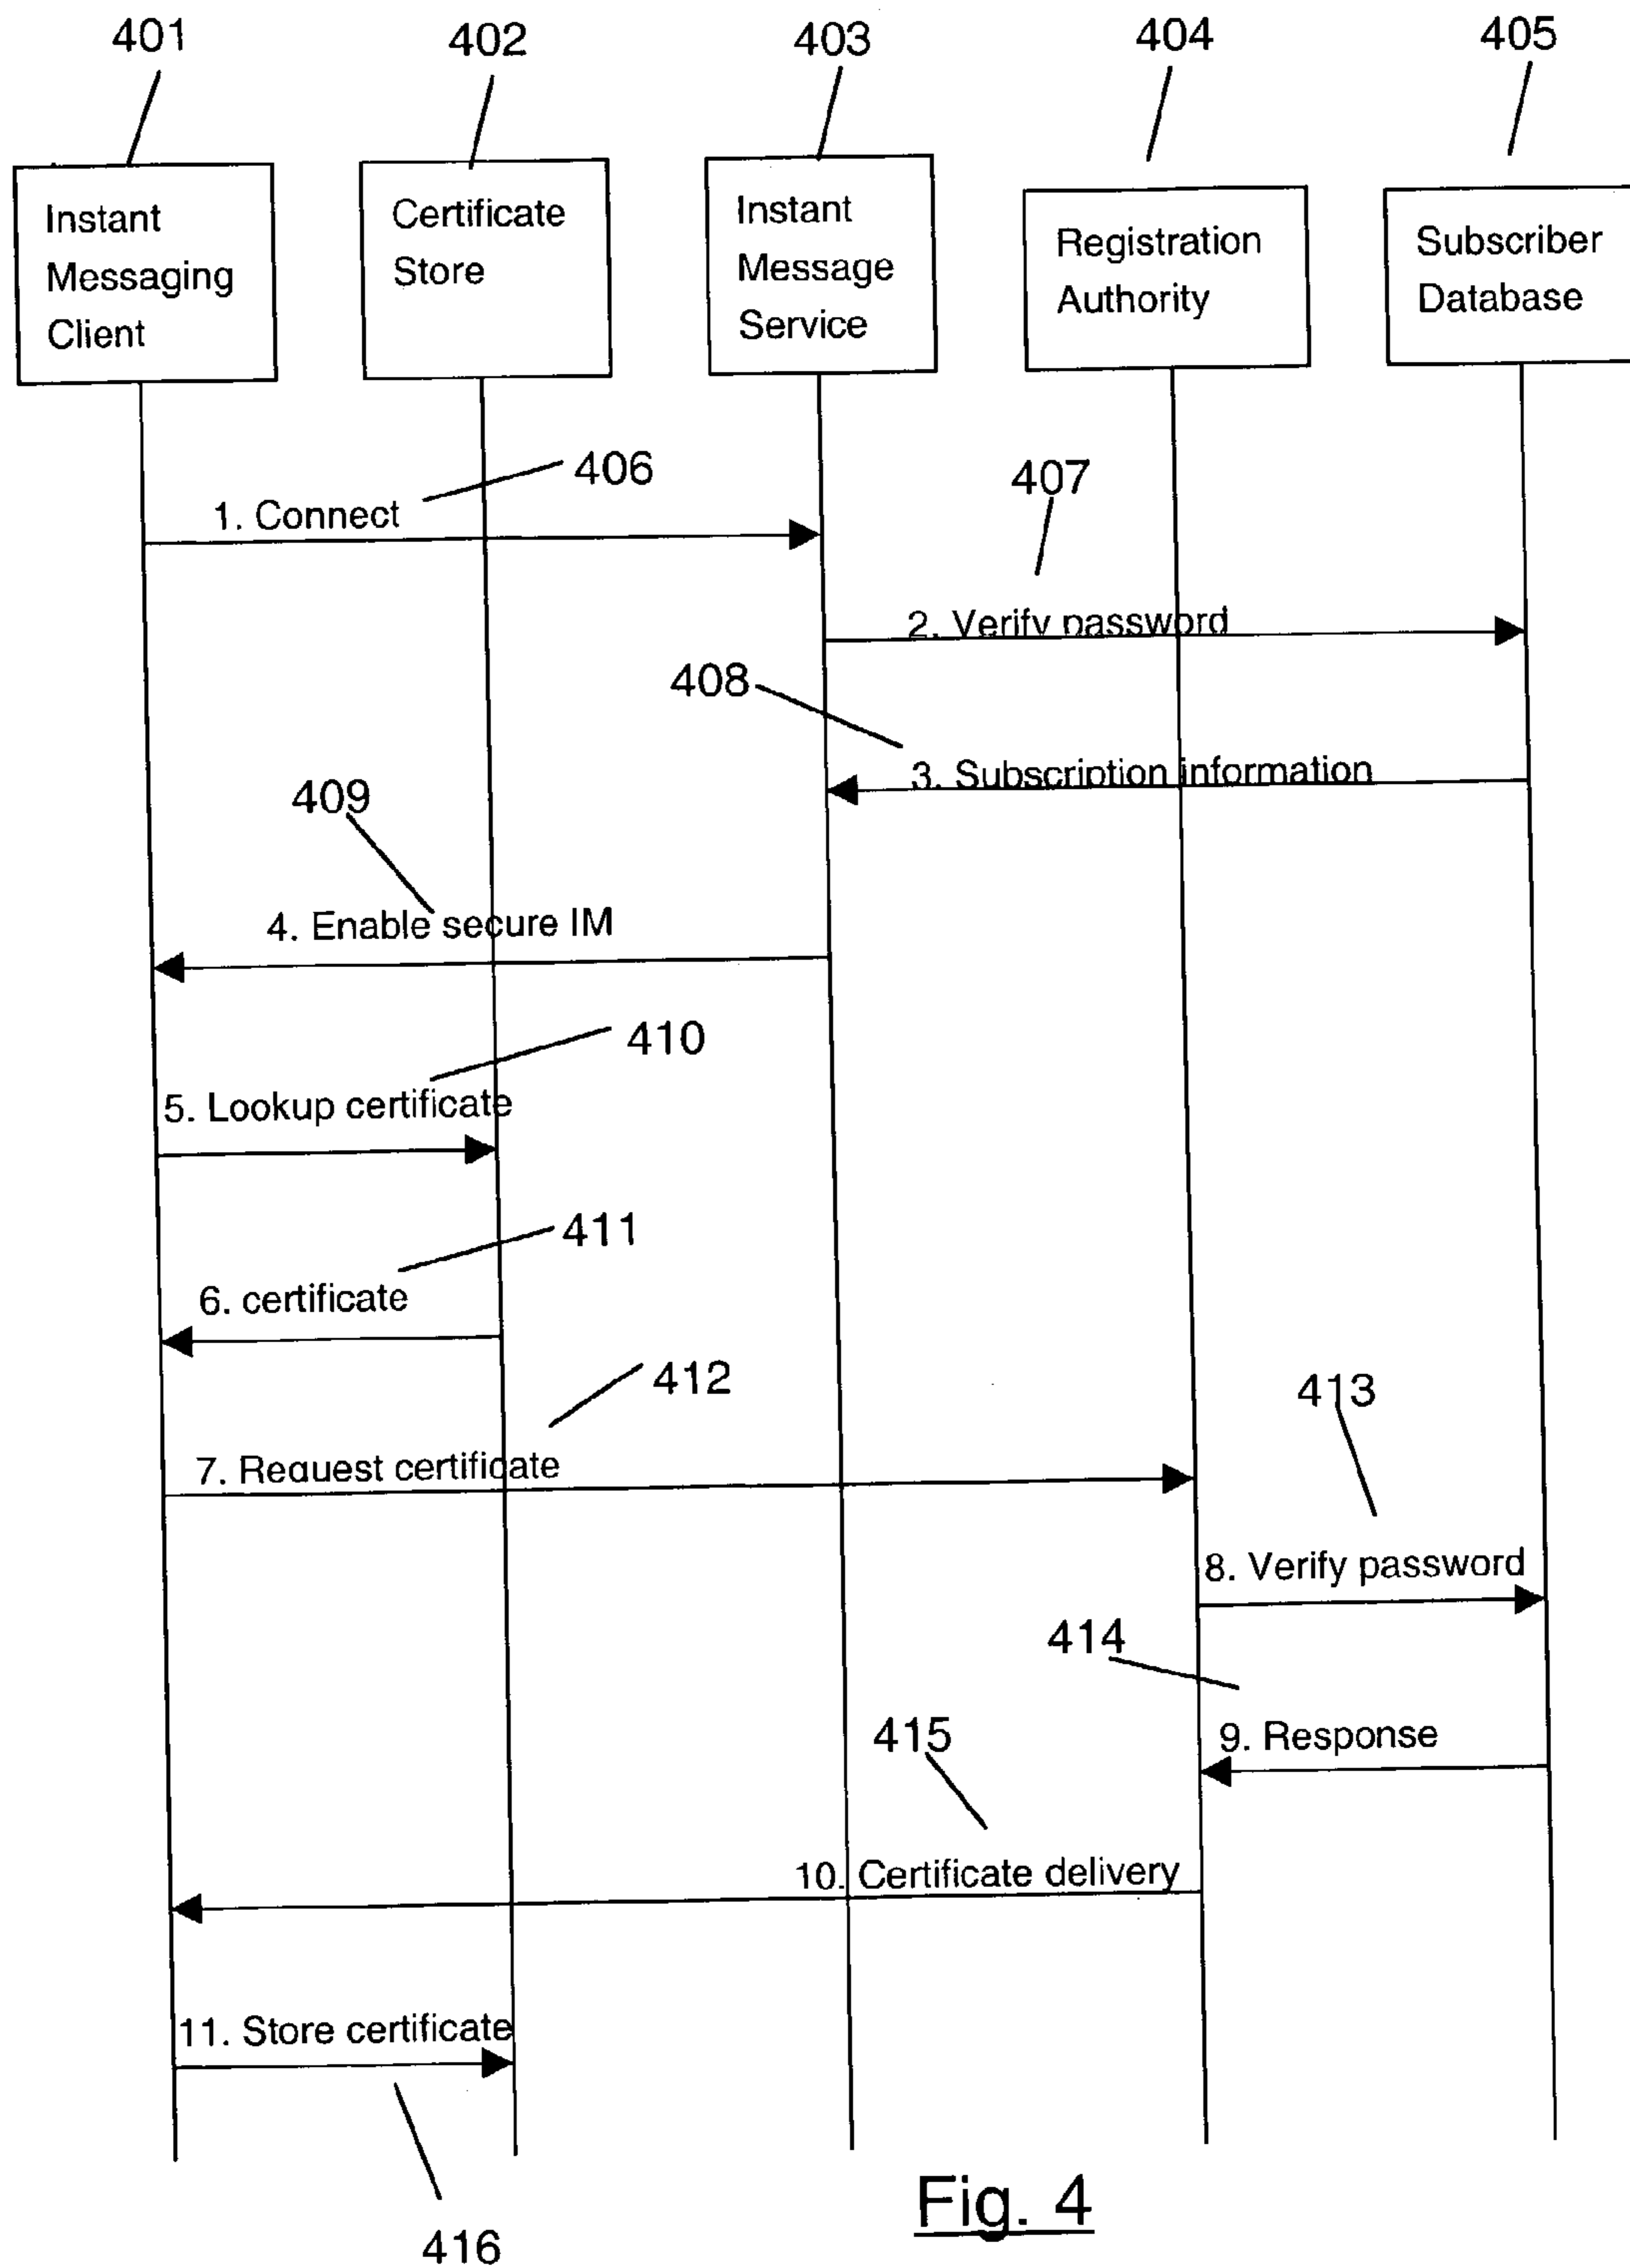 401
402
403
404
405
Instant
Messaging
Client
Certificate
Store
Instant
Message
Service
Registration
Authority
Subscriber
Database
406
1. Connect
407
2. Verify password
408
3. Subscription information
409
4. Enable secure IM
410
5. Lookup certificate
411
6. certificate
412
7. Request certificate
413
8. Verify password
414
9. Response
415
10. Certificate delivery
11. Store certificate
416
Fig. 4